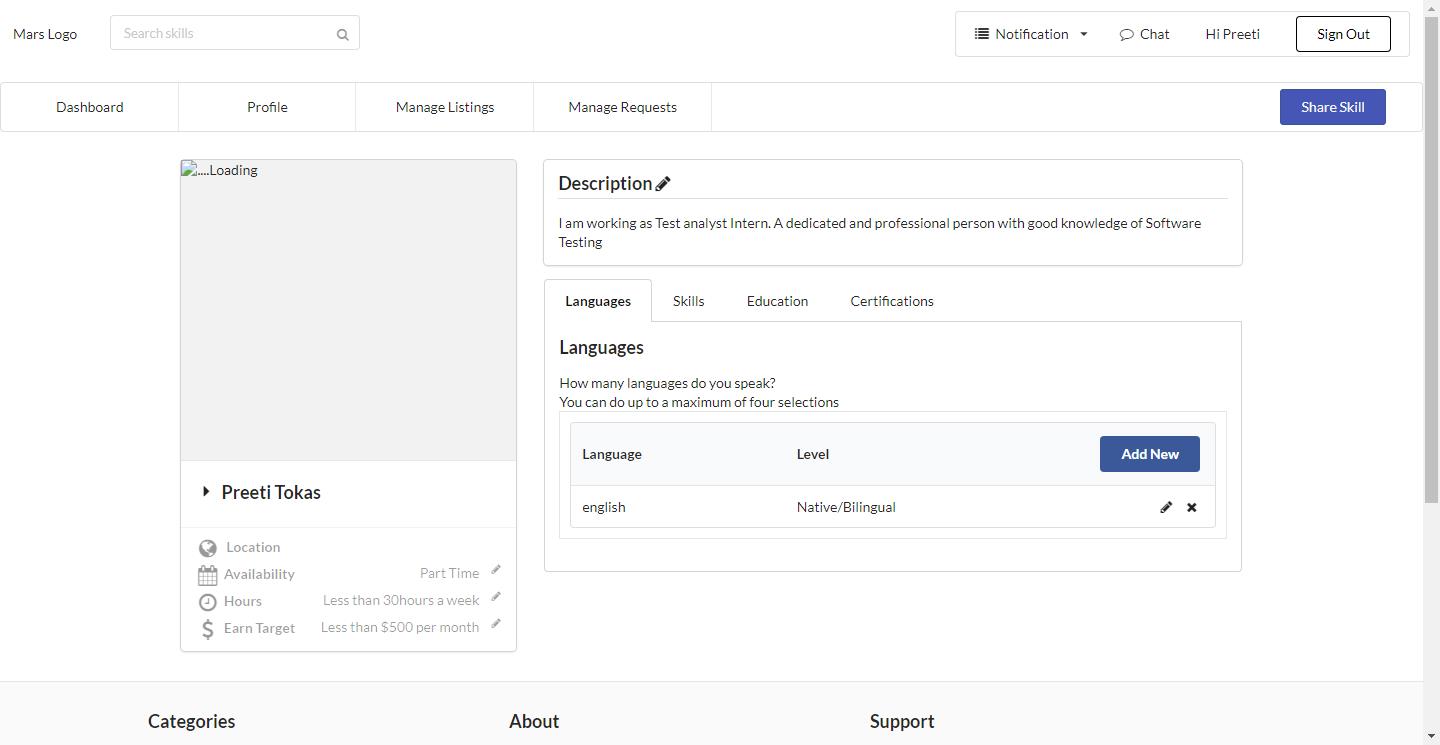 Mars Logo
Search skills
Notification
Chat
Hi Preeti
Sign Out
Dashboard
Profile
Manage Listings
Manage Requests
Share Skill
....Loading
Preeti Tokas
Location
Availability Part Time
Hours Less than 30hours a week
Earn Target Less than $500 per month
Description
I am working as Test analyst Intern. A dedicated and professional person with good knowledge of Software
Testing
Languages
Skills
Education
Certifications
Languages
How many languages do you speak?
You can do up to a maximum of four selections
Language Level Add New
english Native/Bilingual
Categories
About
Support